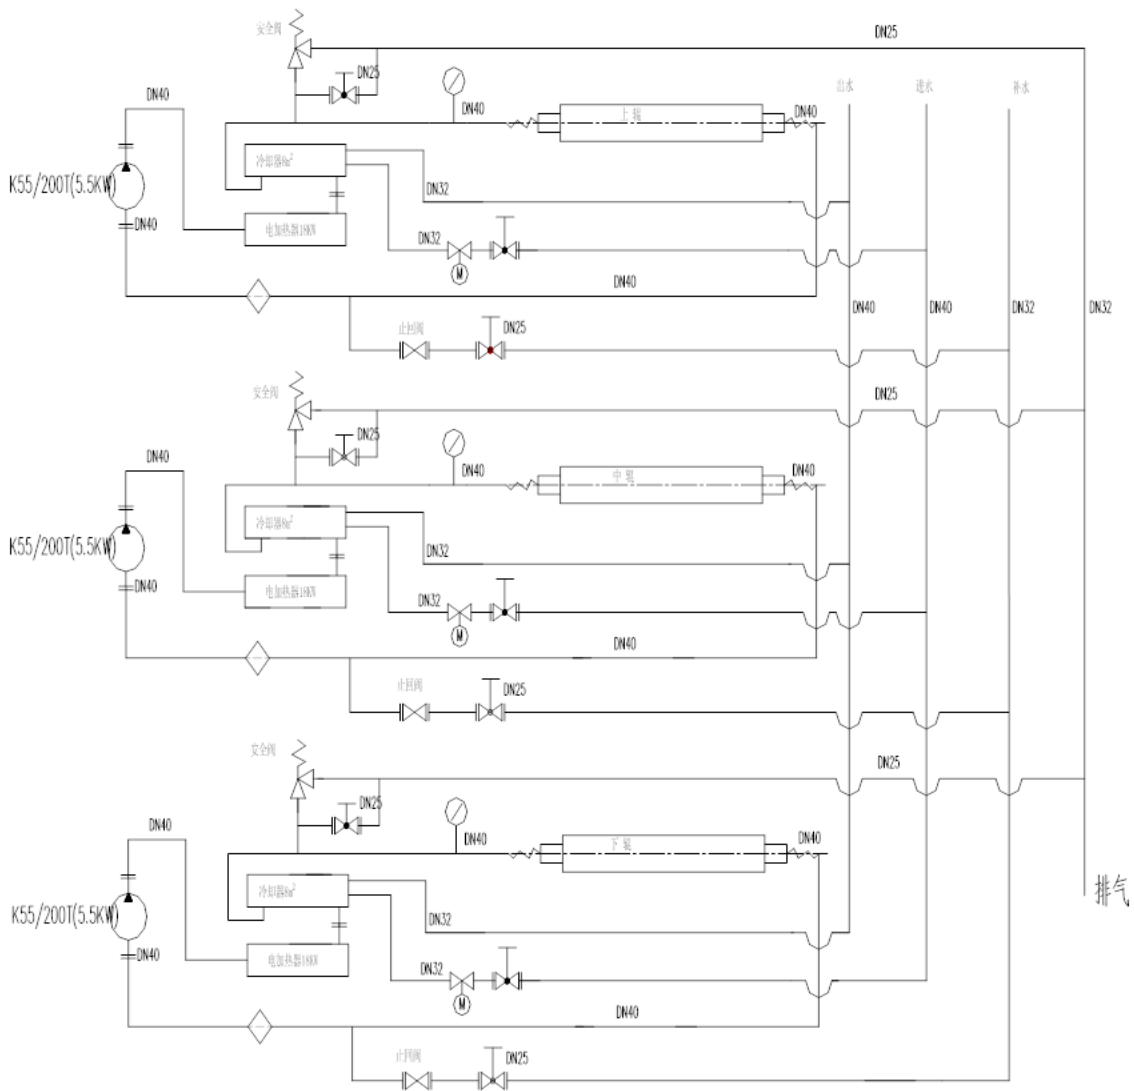 安全阀
DN25
出水
进水
补水
DN25
DN40
DN40
DN40
上 辊
K55/200T(5.5KW)
冷却器8m²
DN32
DN40
电加热器18KW
DN32
DN40
DN40
DN40
DN32
DN32
止回阀
DN25
安全阀
DN25
DN25
DN40
DN40
DN40
中 辊
K55/200T(5.5KW)
冷却器8m²
DN32
DN40
电加热器18KW
DN32
DN40
止回阀
DN25
安全阀
DN25
DN25
DN40
DN40
DN40
下 辊
排气
K55/200T(5.5KW)
冷却器8m²
DN32
DN40
电加热器18KW
DN32
M
M
M
DN40
止回阀
DN25